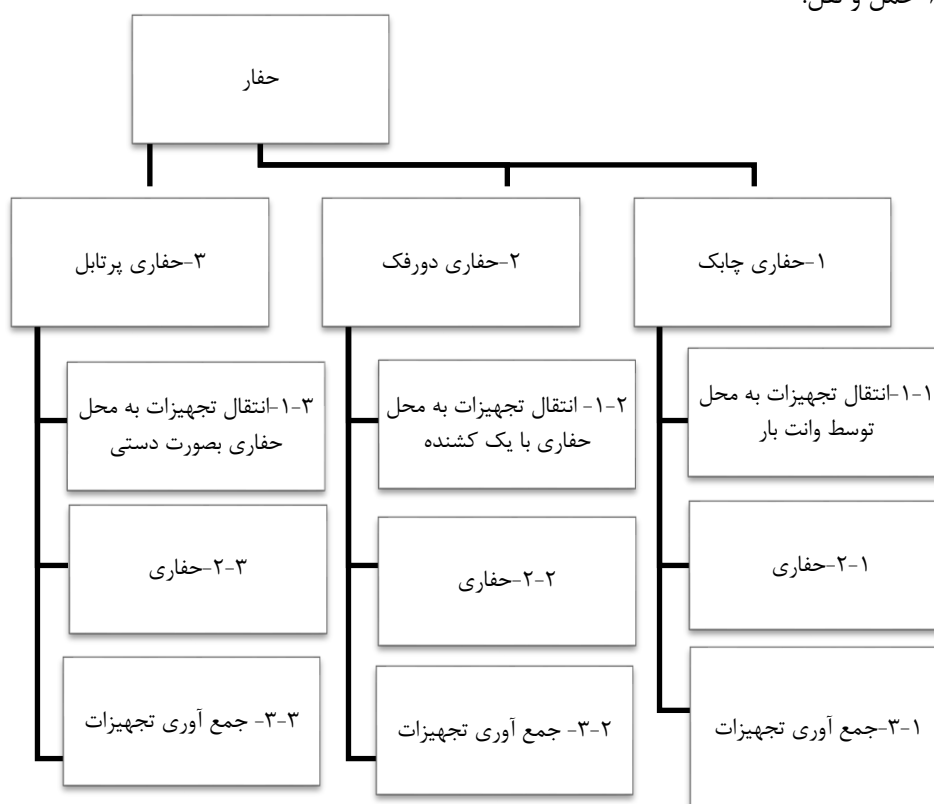 حمل و نقل:
حفار
۱-حفاری چابک
۲-حفاری دورفک
۳-حفاری پرتابل
۱-۱-انتقال تجهیزات به محل
توسط وانت بار
۲-۱-حفاری
۳-۱-جمع آوری تجهیزات
۱-۲- انتقال تجهیزات به محل
حفاری با یک کشنده
۲-۲-حفاری
۳-۲- جمع آوری تجهیزات
۱-۳-انتقال تجهیزات به محل
حفاری بصورت دستی
۲-۳-حفاری
۳-۳- جمع آوری تجهیزات